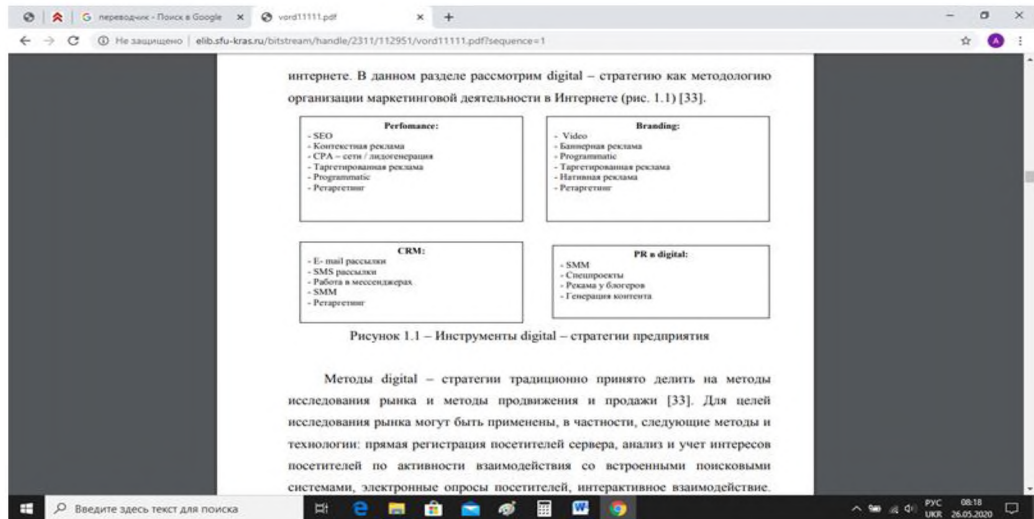 переводчик - Поиск в Google
vord11111.pdf
Не защищено | elib.sfu-kras.ru/bitstream/handle/2311/112951/vord11111.pdf?sequence=1
A
интернете. В данном разделе рассмотрим digital – стратегию как методологию
организации маркетинговой деятельности в Интернете (рис. 1.1) [33].
Perfomance:
- SEO
- Контекстная реклама
- CPA – сети / лидогенерация
- Таргетированная реклама
- Programmatic
- Ретаргетинг
Branding:
- Video
- Баннерная реклама
- Programmatic
- Таргетированная реклама
- Нативная реклама
- Ретаргетинг
CRM:
- E- mail рассылки
- SMS рассылки
- Работа в мессенджерах
- SMM
- Ретаргетинг
PR в digital:
- SMM
- Спецпроекты
- Рекама у блогеров
- Генерация контента
Рисунок 1.1 – Инструменты digital – стратегии предприятия
Методы digital – стратегии традиционно принято делить на методы
исследования рынка и методы продвижения и продажи [33]. Для целей
исследования рынка могут быть применены, в частности, следующие методы и
технологии: прямая регистрация посетителей сервера, анализ и учет интересов
посетителей по активности взаимодействия со встроенными поисковыми
системами, электронные опросы посетителей, интерактивное взаимодействие.
Введите здесь текст для поиска
РУС 08:18
UKR 26.05.2020